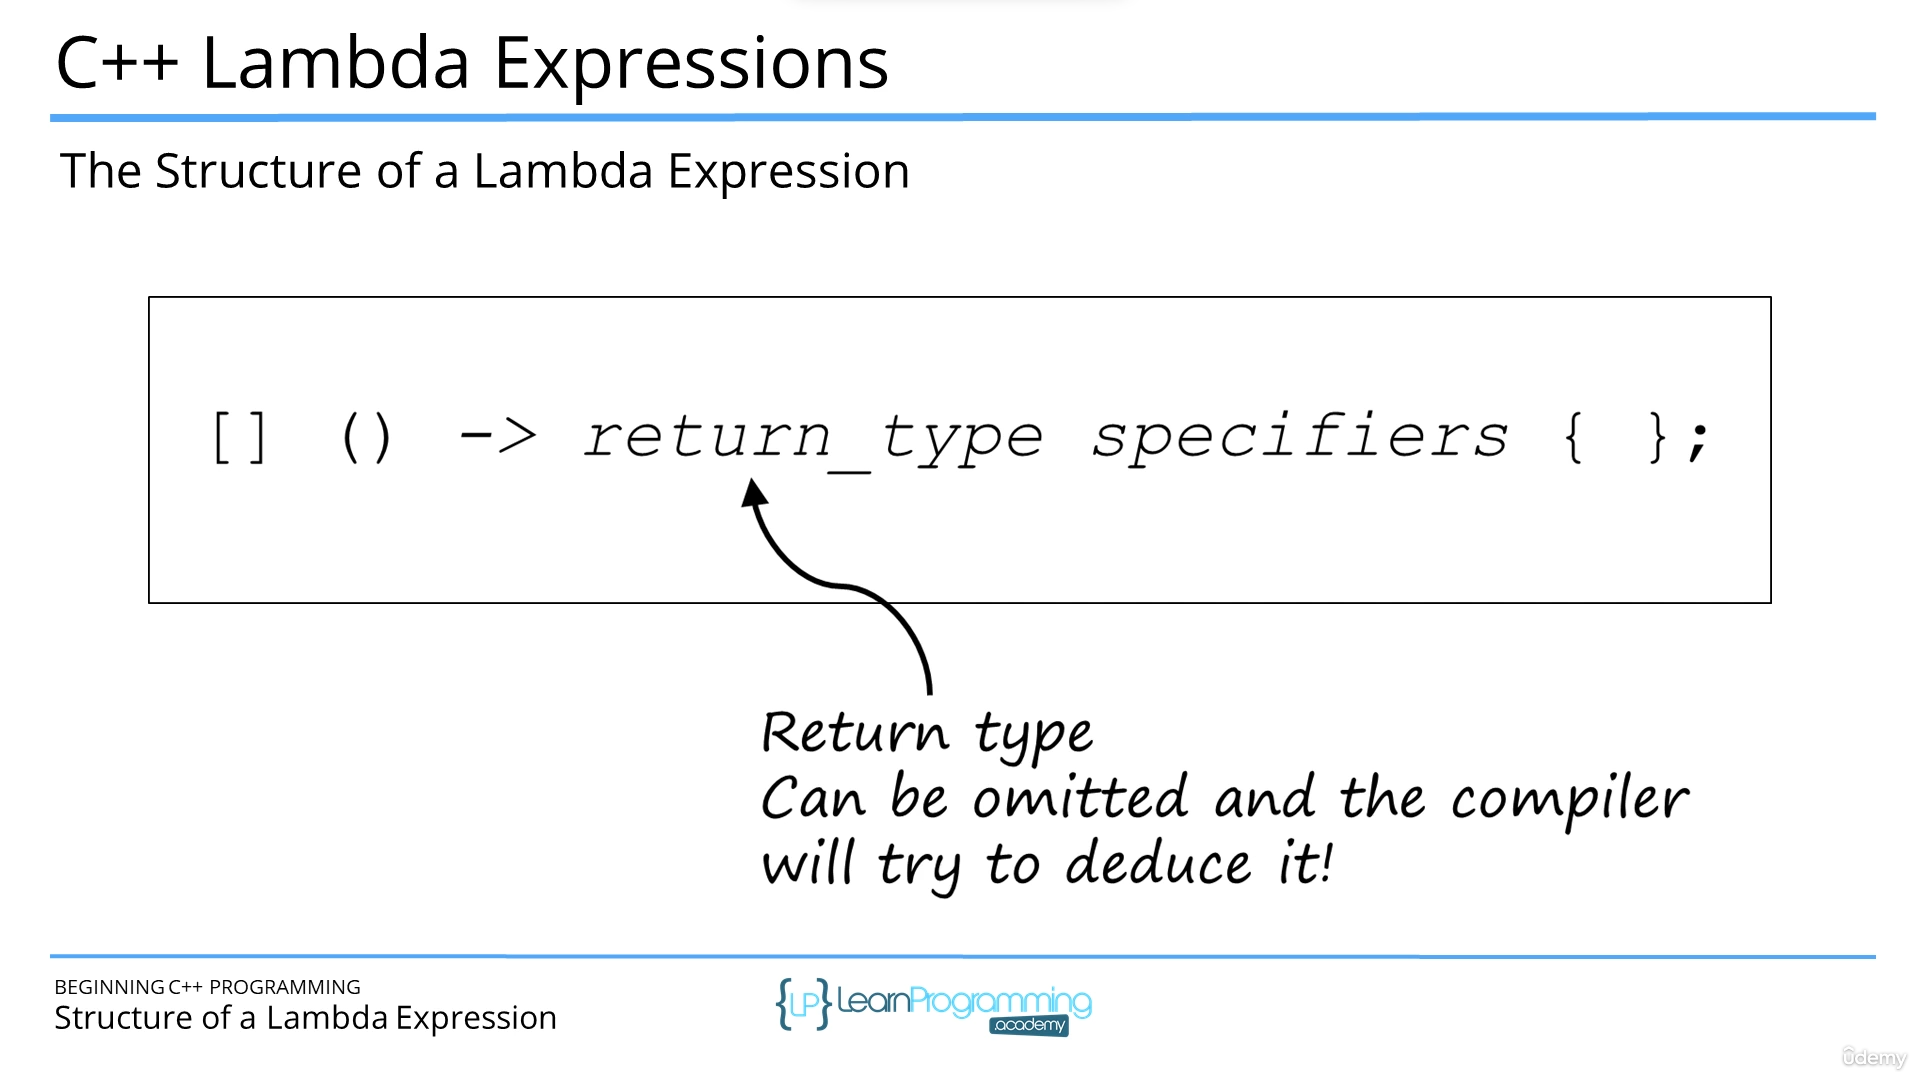 C++ Lambda Expressions
The Structure of a Lambda Expression
[] () -> return_type specifiers { };
Return type
Can be omitted and the compiler
will try to deduce it!
BEGINNING C++ PROGRAMMING
Structure of a Lambda Expression
{LP} LearnProgramming
academy
ûdemy